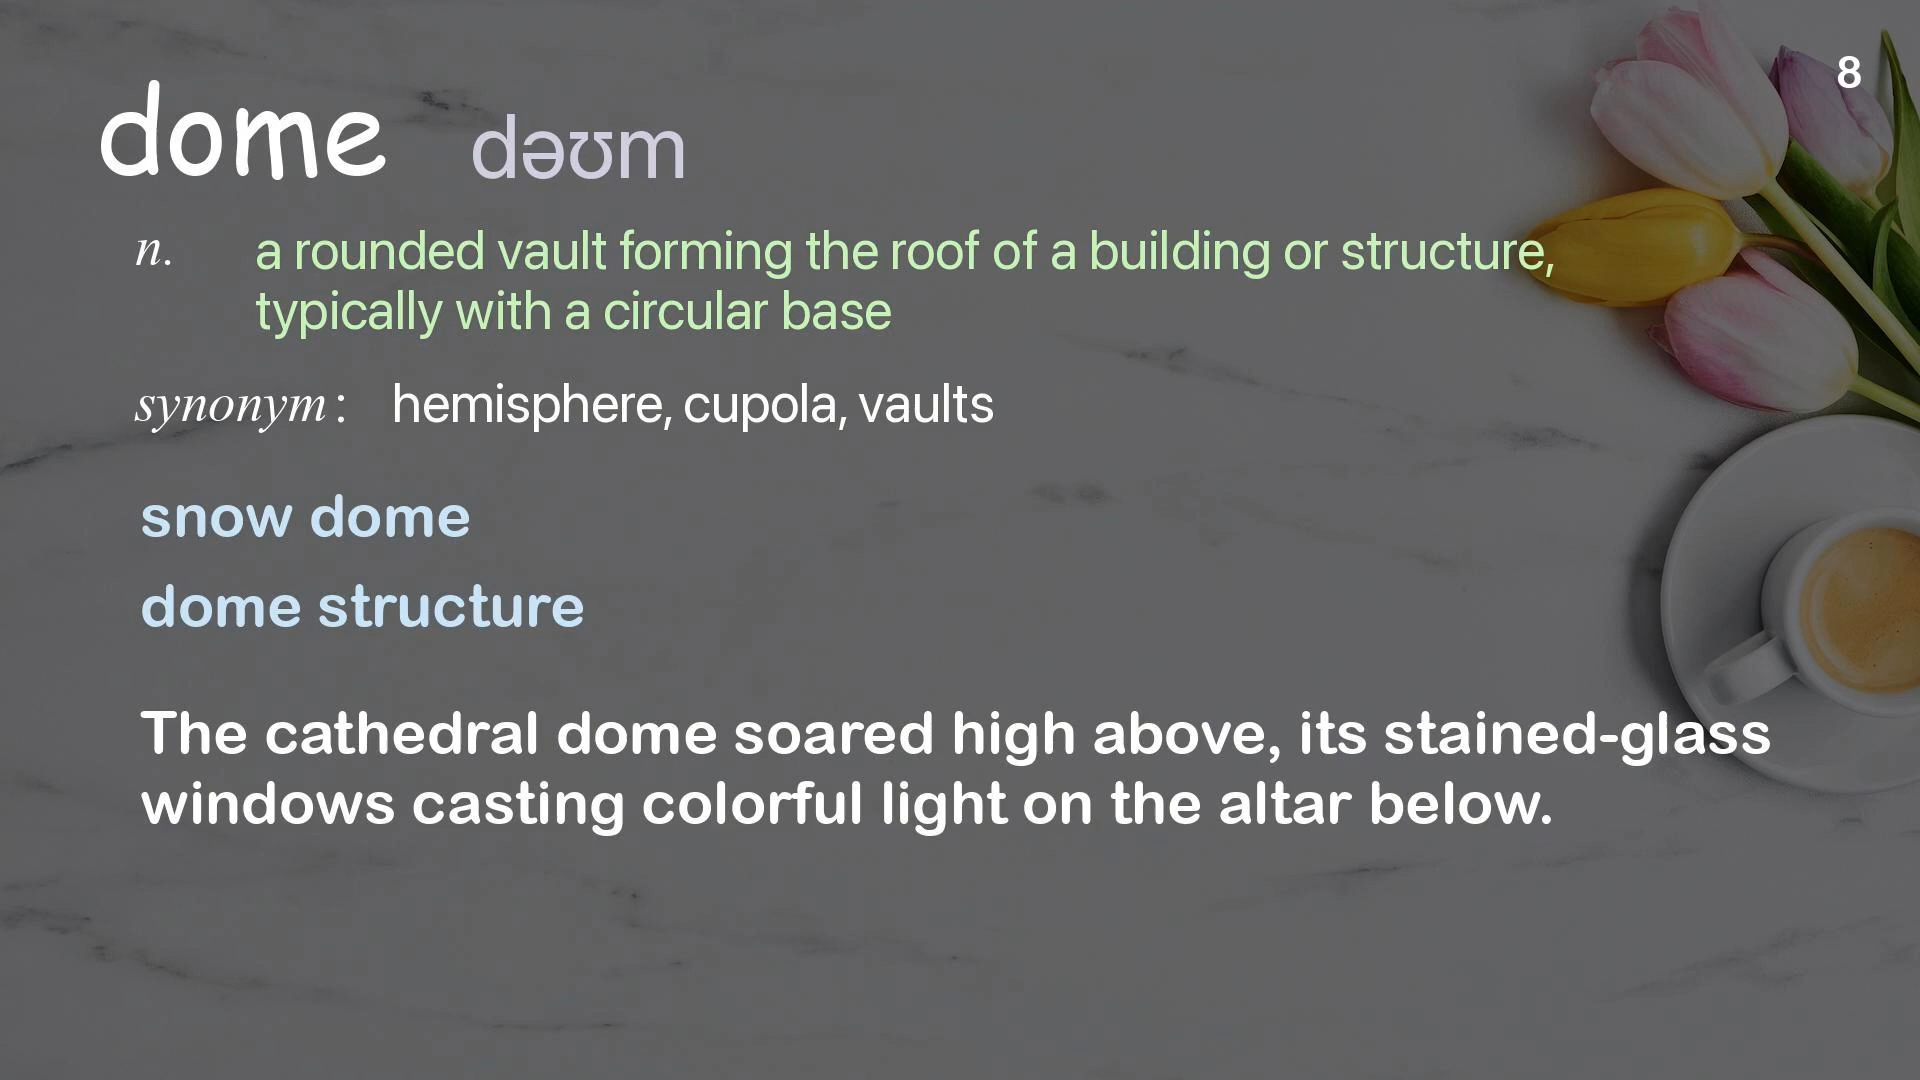 8
dome dəʊm
n. a rounded vault forming the roof of a building or structure,
typically with a circular base
synonym: hemisphere, cupola, vaults
snow dome
dome structure
The cathedral dome soared high above, its stained-glass
windows casting colorful light on the altar below.